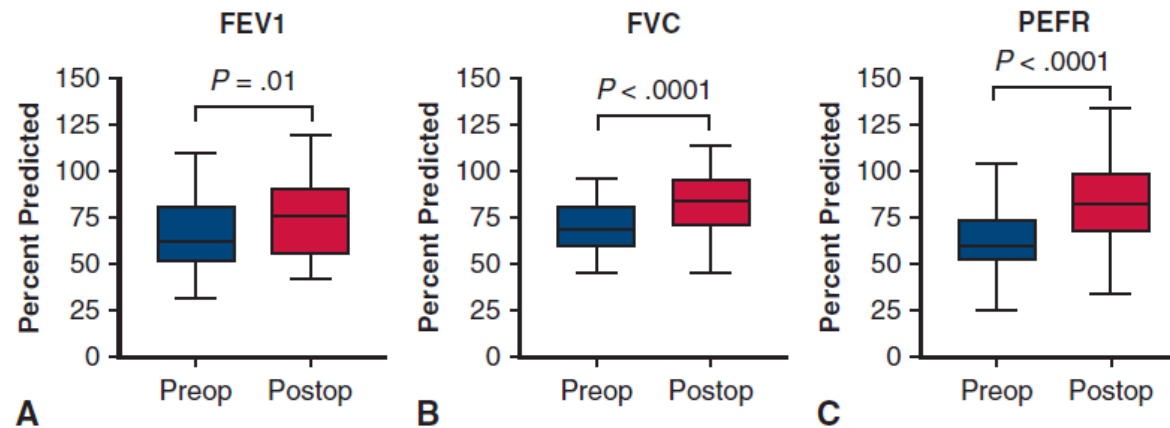 FEV1
P = .01
Percent Predicted
150
125
100
75
50
25
0
Preop Postop
A
FVC
P < .0001
Percent Predicted
150
125
100
75
50
25
0
Preop Postop
B
PEFR
P < .0001
Percent Predicted
150
125
100
75
50
25
0
Preop Postop
C